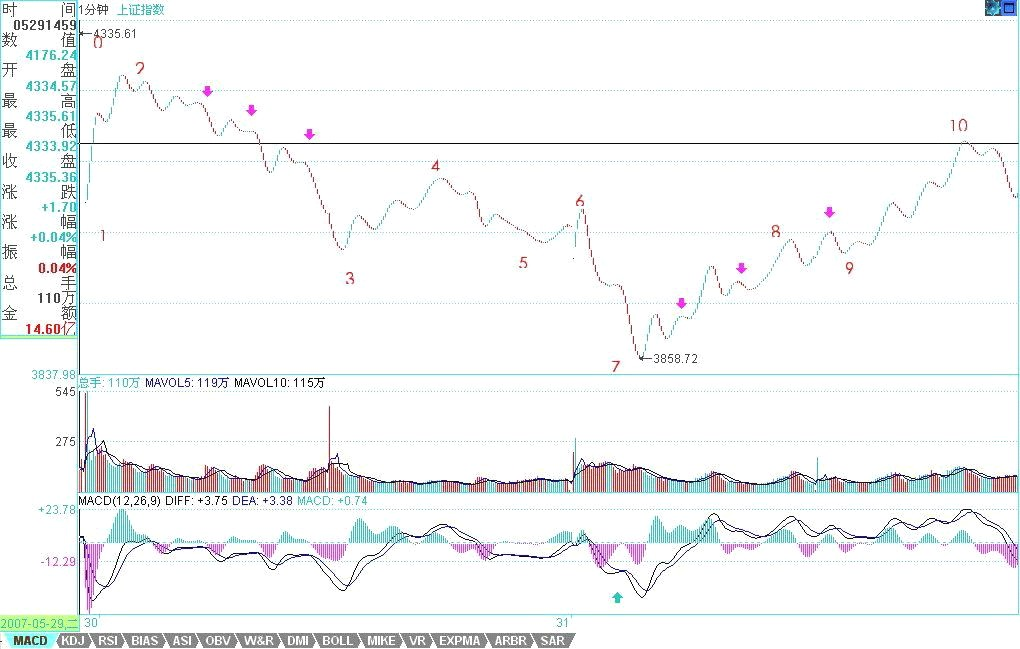 时 间 1分钟 上证指数
05291459 4335.61
数 值
4176.24
开 盘
4334.57
最 高
4335.61
最 低
4333.92
收 盘
4335.36
涨 跌
+1.70
涨 幅
+0.04%
振 幅
0.04%
总 手
110万
金 额
14.60亿
0
2
1
3
4
5
6
7
8
9
10
3858.72
3837.98
总手: 110万 MAVOL5: 119万 MAVOL10: 115万
545
275
MACD(12,26,9) DIFF: +3.75 DEA: +3.38 MACD: +0.74
+23.78
-12.29
2007-05-29,二 30 31
MACD KDJ RSI BIAS ASI OBV W&R DMI BOLL MIKE VR EXPMA ARBR SAR